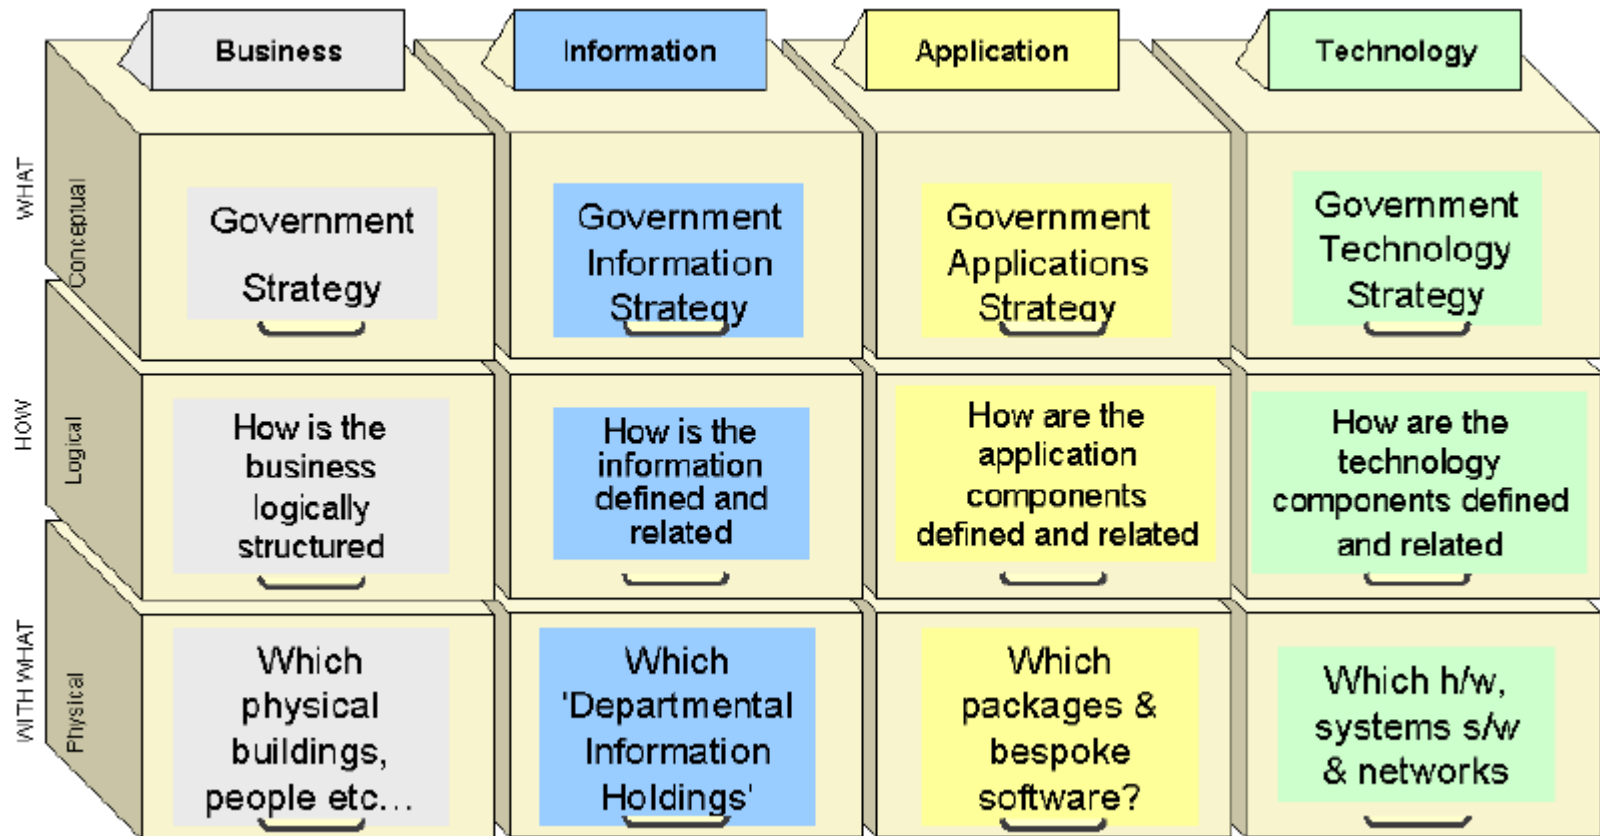 Business
Information
Application
Technology
WHAT
Conceptual
Government
Strategy
Government
Information
Strategy
Government
Applications
Strategy
Government
Technology
Strategy
HOW
Logical
How is the
business
logically
structured
How is the
information
defined and
related
How are the
application
components
defined and related
How are the
technology
components defined
and related
WITH WHAT
Physical
Which
physical
buildings,
people etc...
Which
'Departmental
Information
Holdings'
Which
packages &
bespoke
software?
Which h/w,
systems s/w
& networks